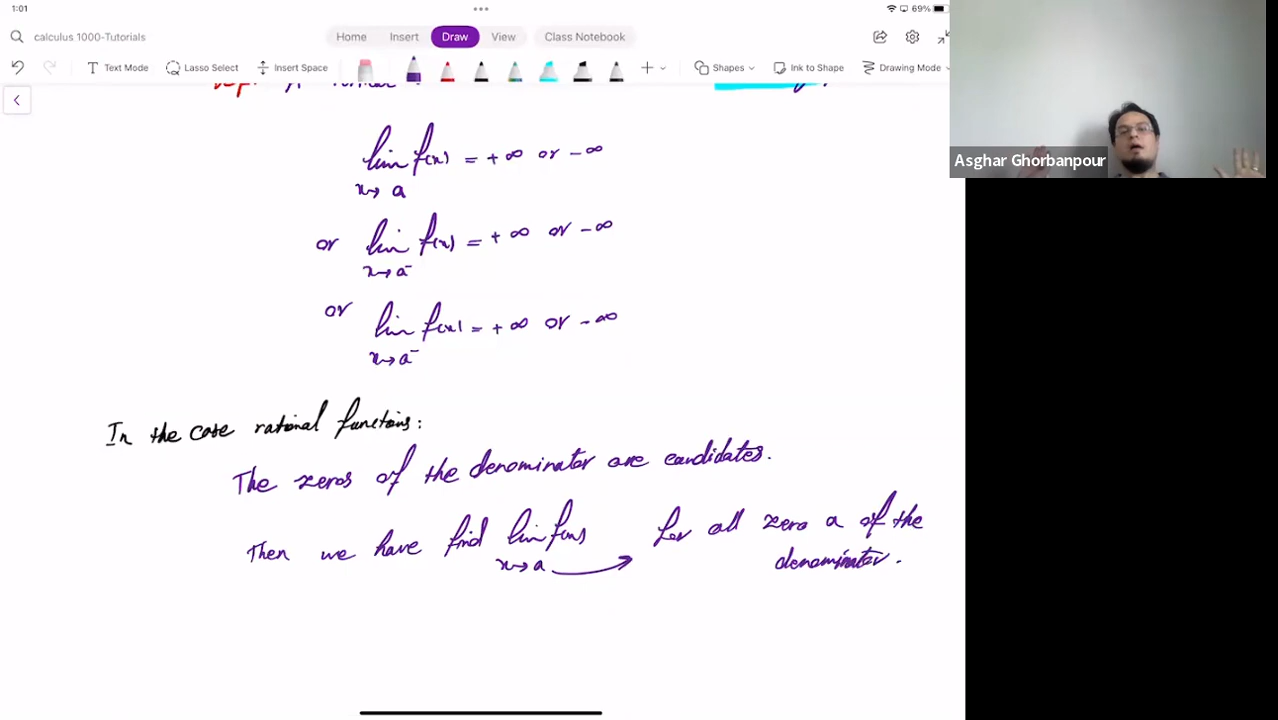 1:01
69%
calculus 1000-Tutorials
Home Insert Draw View Class Notebook
Text Mode Lasso Select Insert Space Shapes Ink to Shape Drawing Mode
Asghar Ghorbanpour
lim f(x) = +∞ or -∞
x→a
or lim f(x) = +∞ or -∞
x→a⁻
or lim f(x) = +∞ or -∞
x→a⁻
In the case rational functions:
The zeros of the denominator are candidates.
Then we have find lim f(x) for all zero a of the
x→a denominator.